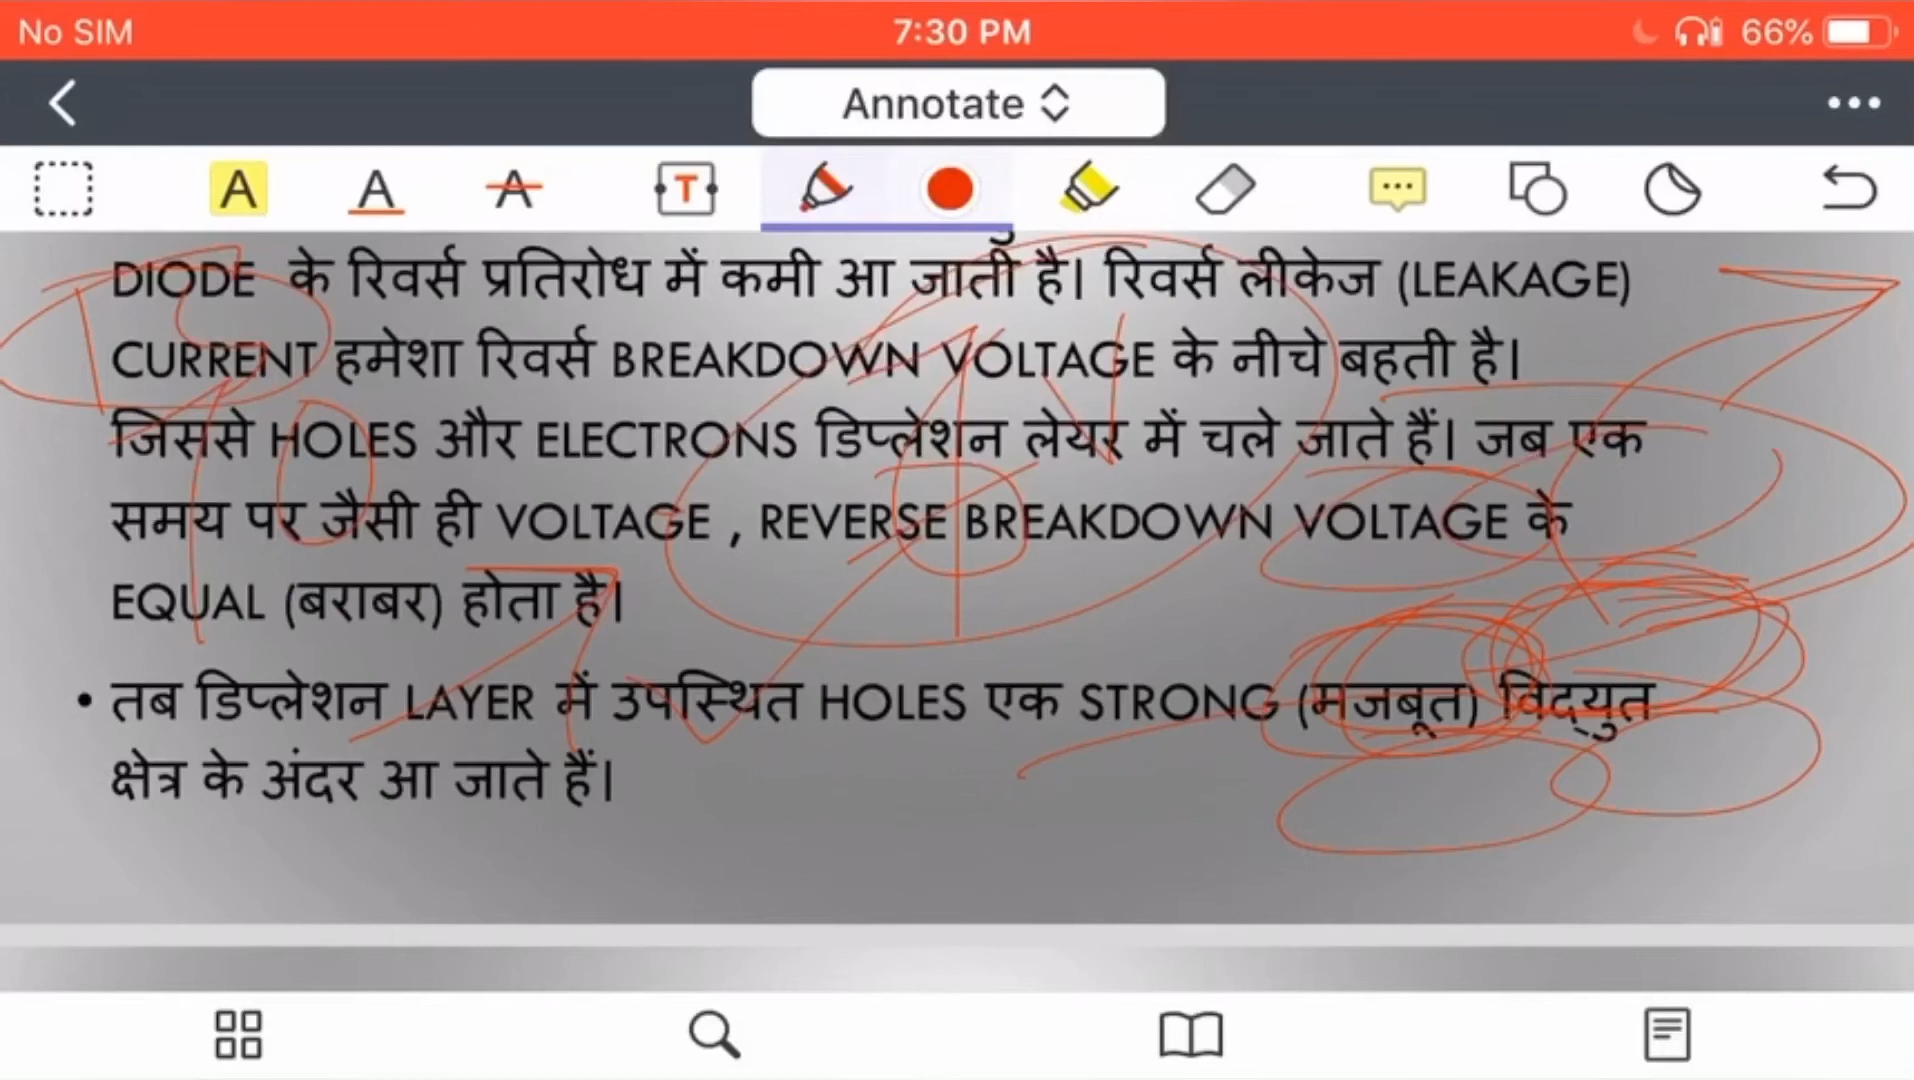 No SIM 7:30 PM 66%
Annotate
DIODE के रिवर्स प्रतिरोध में कमी आ जाती है। रिवर्स लीकेज (LEAKAGE)
CURRENT हमेशा रिवर्स BREAKDOWN VOLTAGE के नीचे बहती है।
जिससे HOLES और ELECTRONS डिप्लेशन लेयर में चले जाते हैं। जब एक
समय पर जैसी ही VOLTAGE , REVERSE BREAKDOWN VOLTAGE के
EQUAL (बराबर) होता है।
• तब डिप्लेशन LAYER में उपस्थित HOLES एक STRONG (मजबूत) विद्युत
क्षेत्र के अंदर आ जाते हैं।